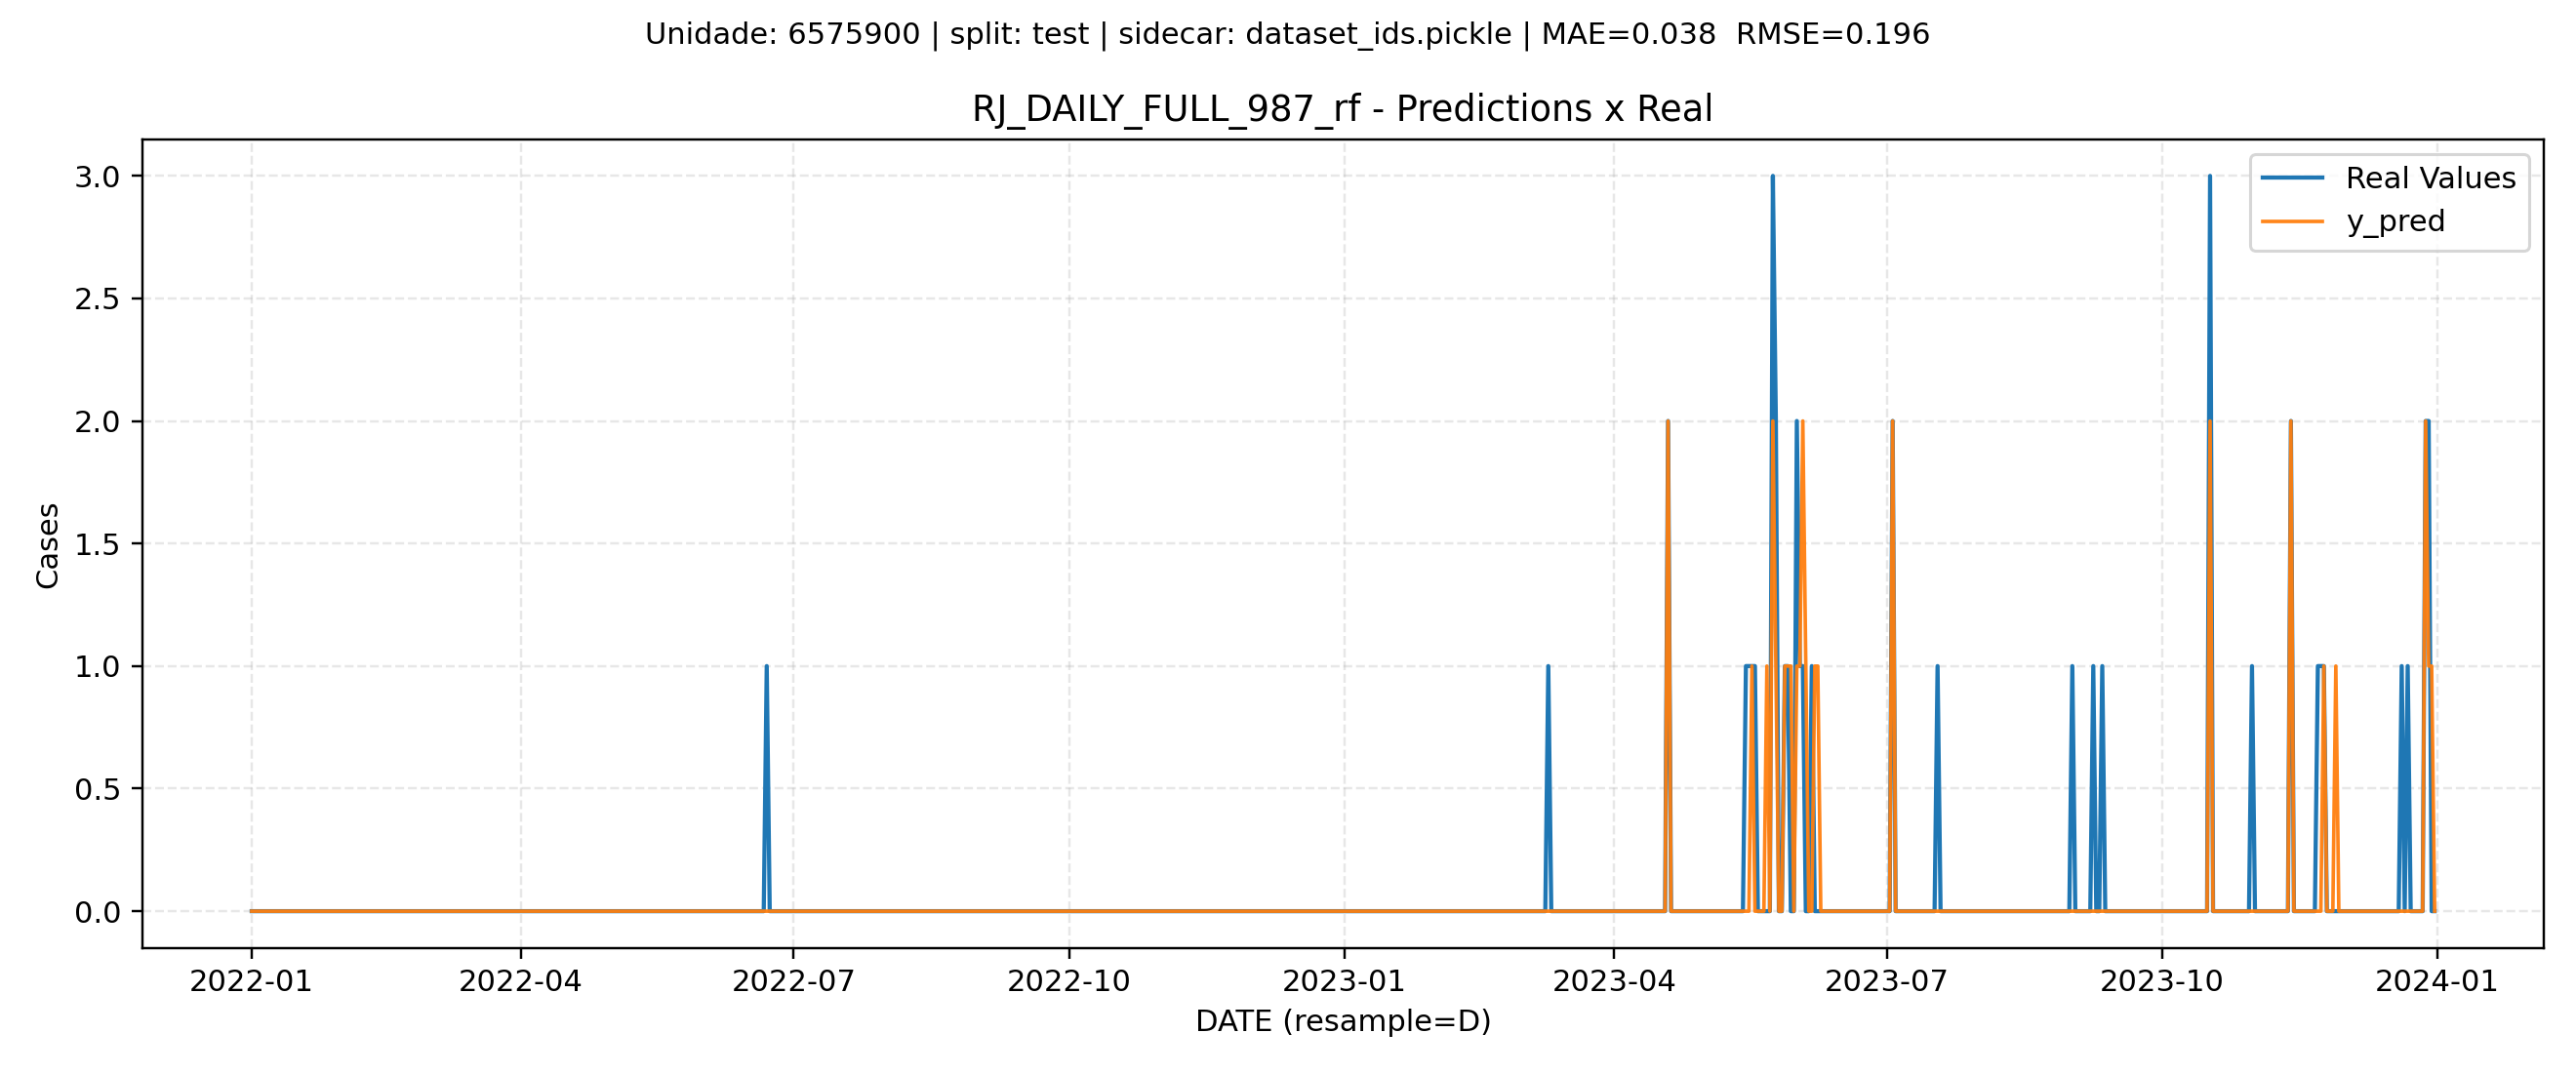 Unidade: 6575900 | split: test | sidecar: dataset_ids.pickle | MAE=0.038  RMSE=0.196
RJ_DAILY_FULL_987_rf - Predictions x Real
Real Values
y_pred
3.0
2.5
2.0
1.5
1.0
0.5
0.0
Cases
2022-01
2022-04
2022-07
2022-10
2023-01
2023-04
2023-07
2023-10
2024-01
DATE (resample=D)